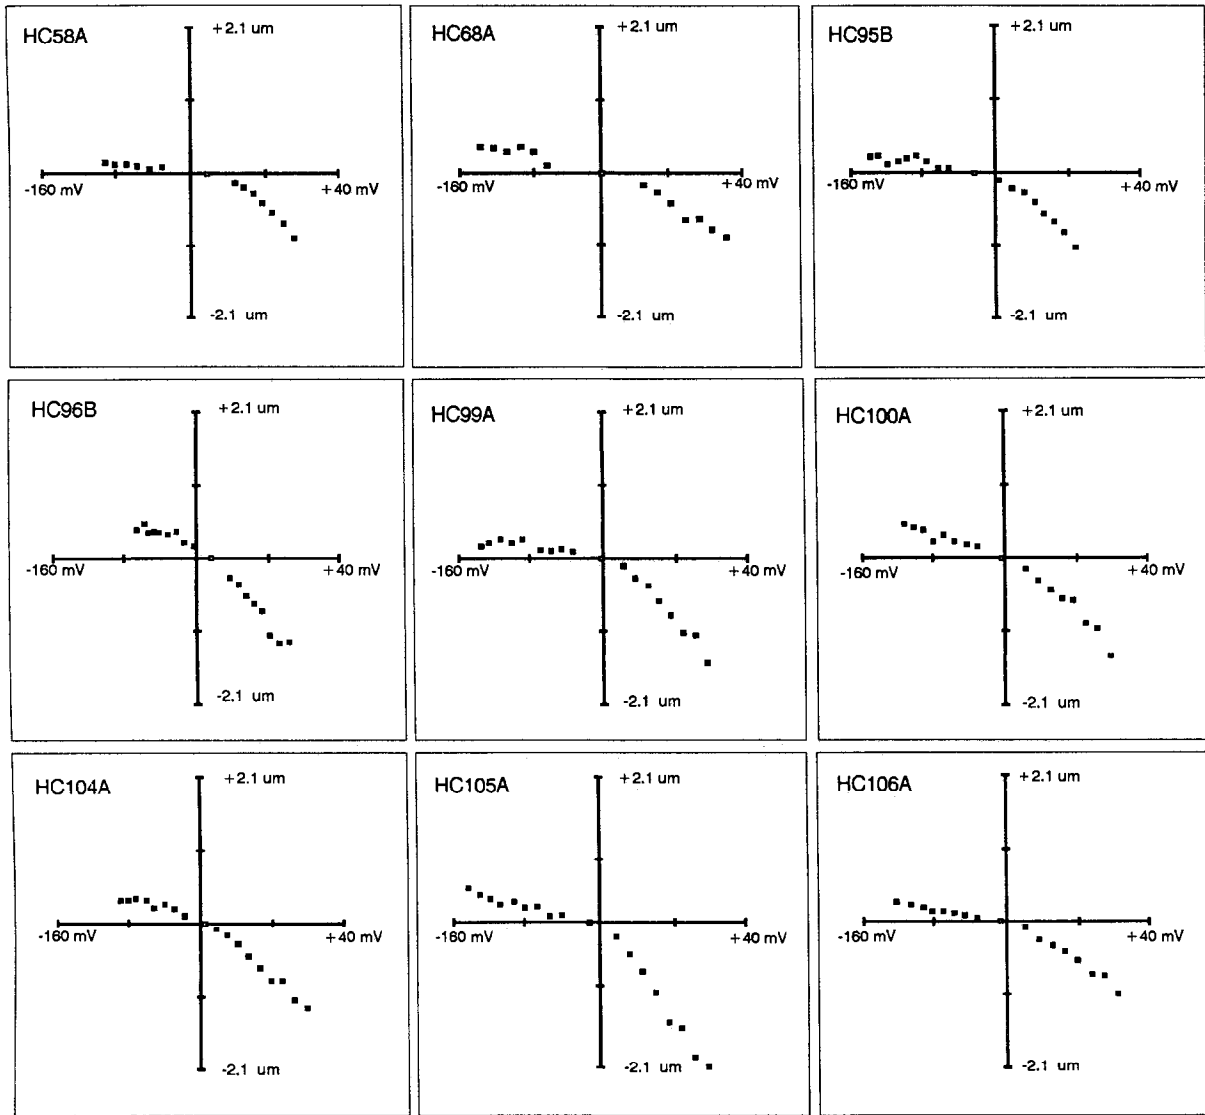 HC58A
+2.1 um
-160 mV
+40 mV
-2.1 um
HC68A
+2.1 um
-160 mV
+40 mV
-2.1 um
HC95B
+2.1 um
-160 mV
+40 mV
-2.1 um
HC96B
+2.1 um
-160 mV
+40 mV
-2.1 um
HC99A
+2.1 um
-160 mV
+40 mV
-2.1 um
HC100A
+2.1 um
-160 mV
+40 mV
-2.1 um
HC104A
+2.1 um
-160 mV
+40 mV
-2.1 um
HC105A
+2.1 um
-160 mV
+40 mV
-2.1 um
HC106A
+2.1 um
-160 mV
+40 mV
-2.1 um